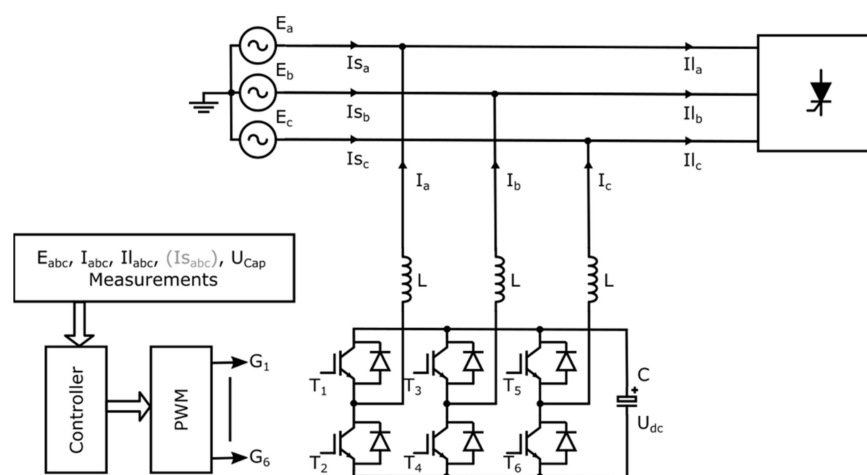 Ea
Isa
Ila
Eb
Isb
Ilb
Ec
Isc
Ilc
Ia
Ib
Ic
L
L
L
Eabc, Iabc, Ilabc, (Isabc), UCap
Measurements
Controller
PWM
G1
G6
T1
T3
T5
C
+
Udc
T2
T4
T6